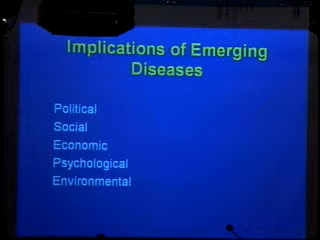 Implications of Emerging
Diseases
Political
Social
Economic
Psychological
Environmental